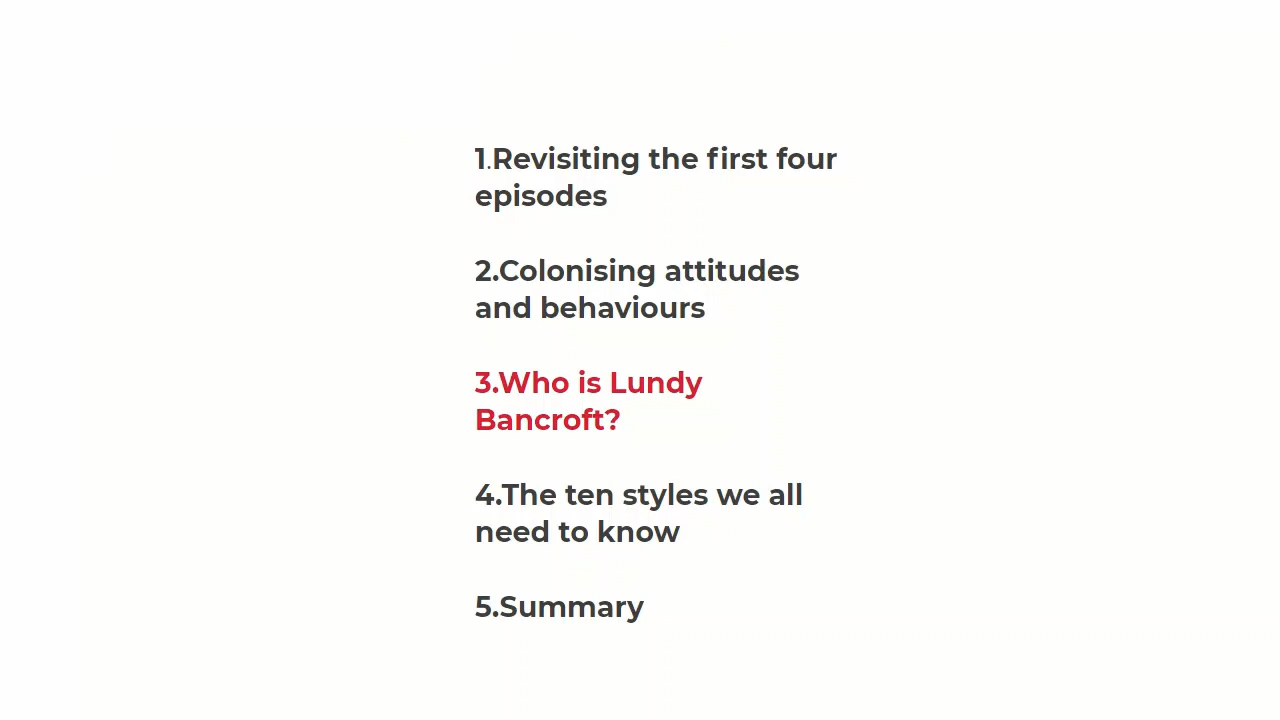 1.Revisiting the first four
episodes
2.Colonising attitudes
and behaviours
3.Who is Lundy
Bancroft?
4.The ten styles we all
need to know
5.Summary